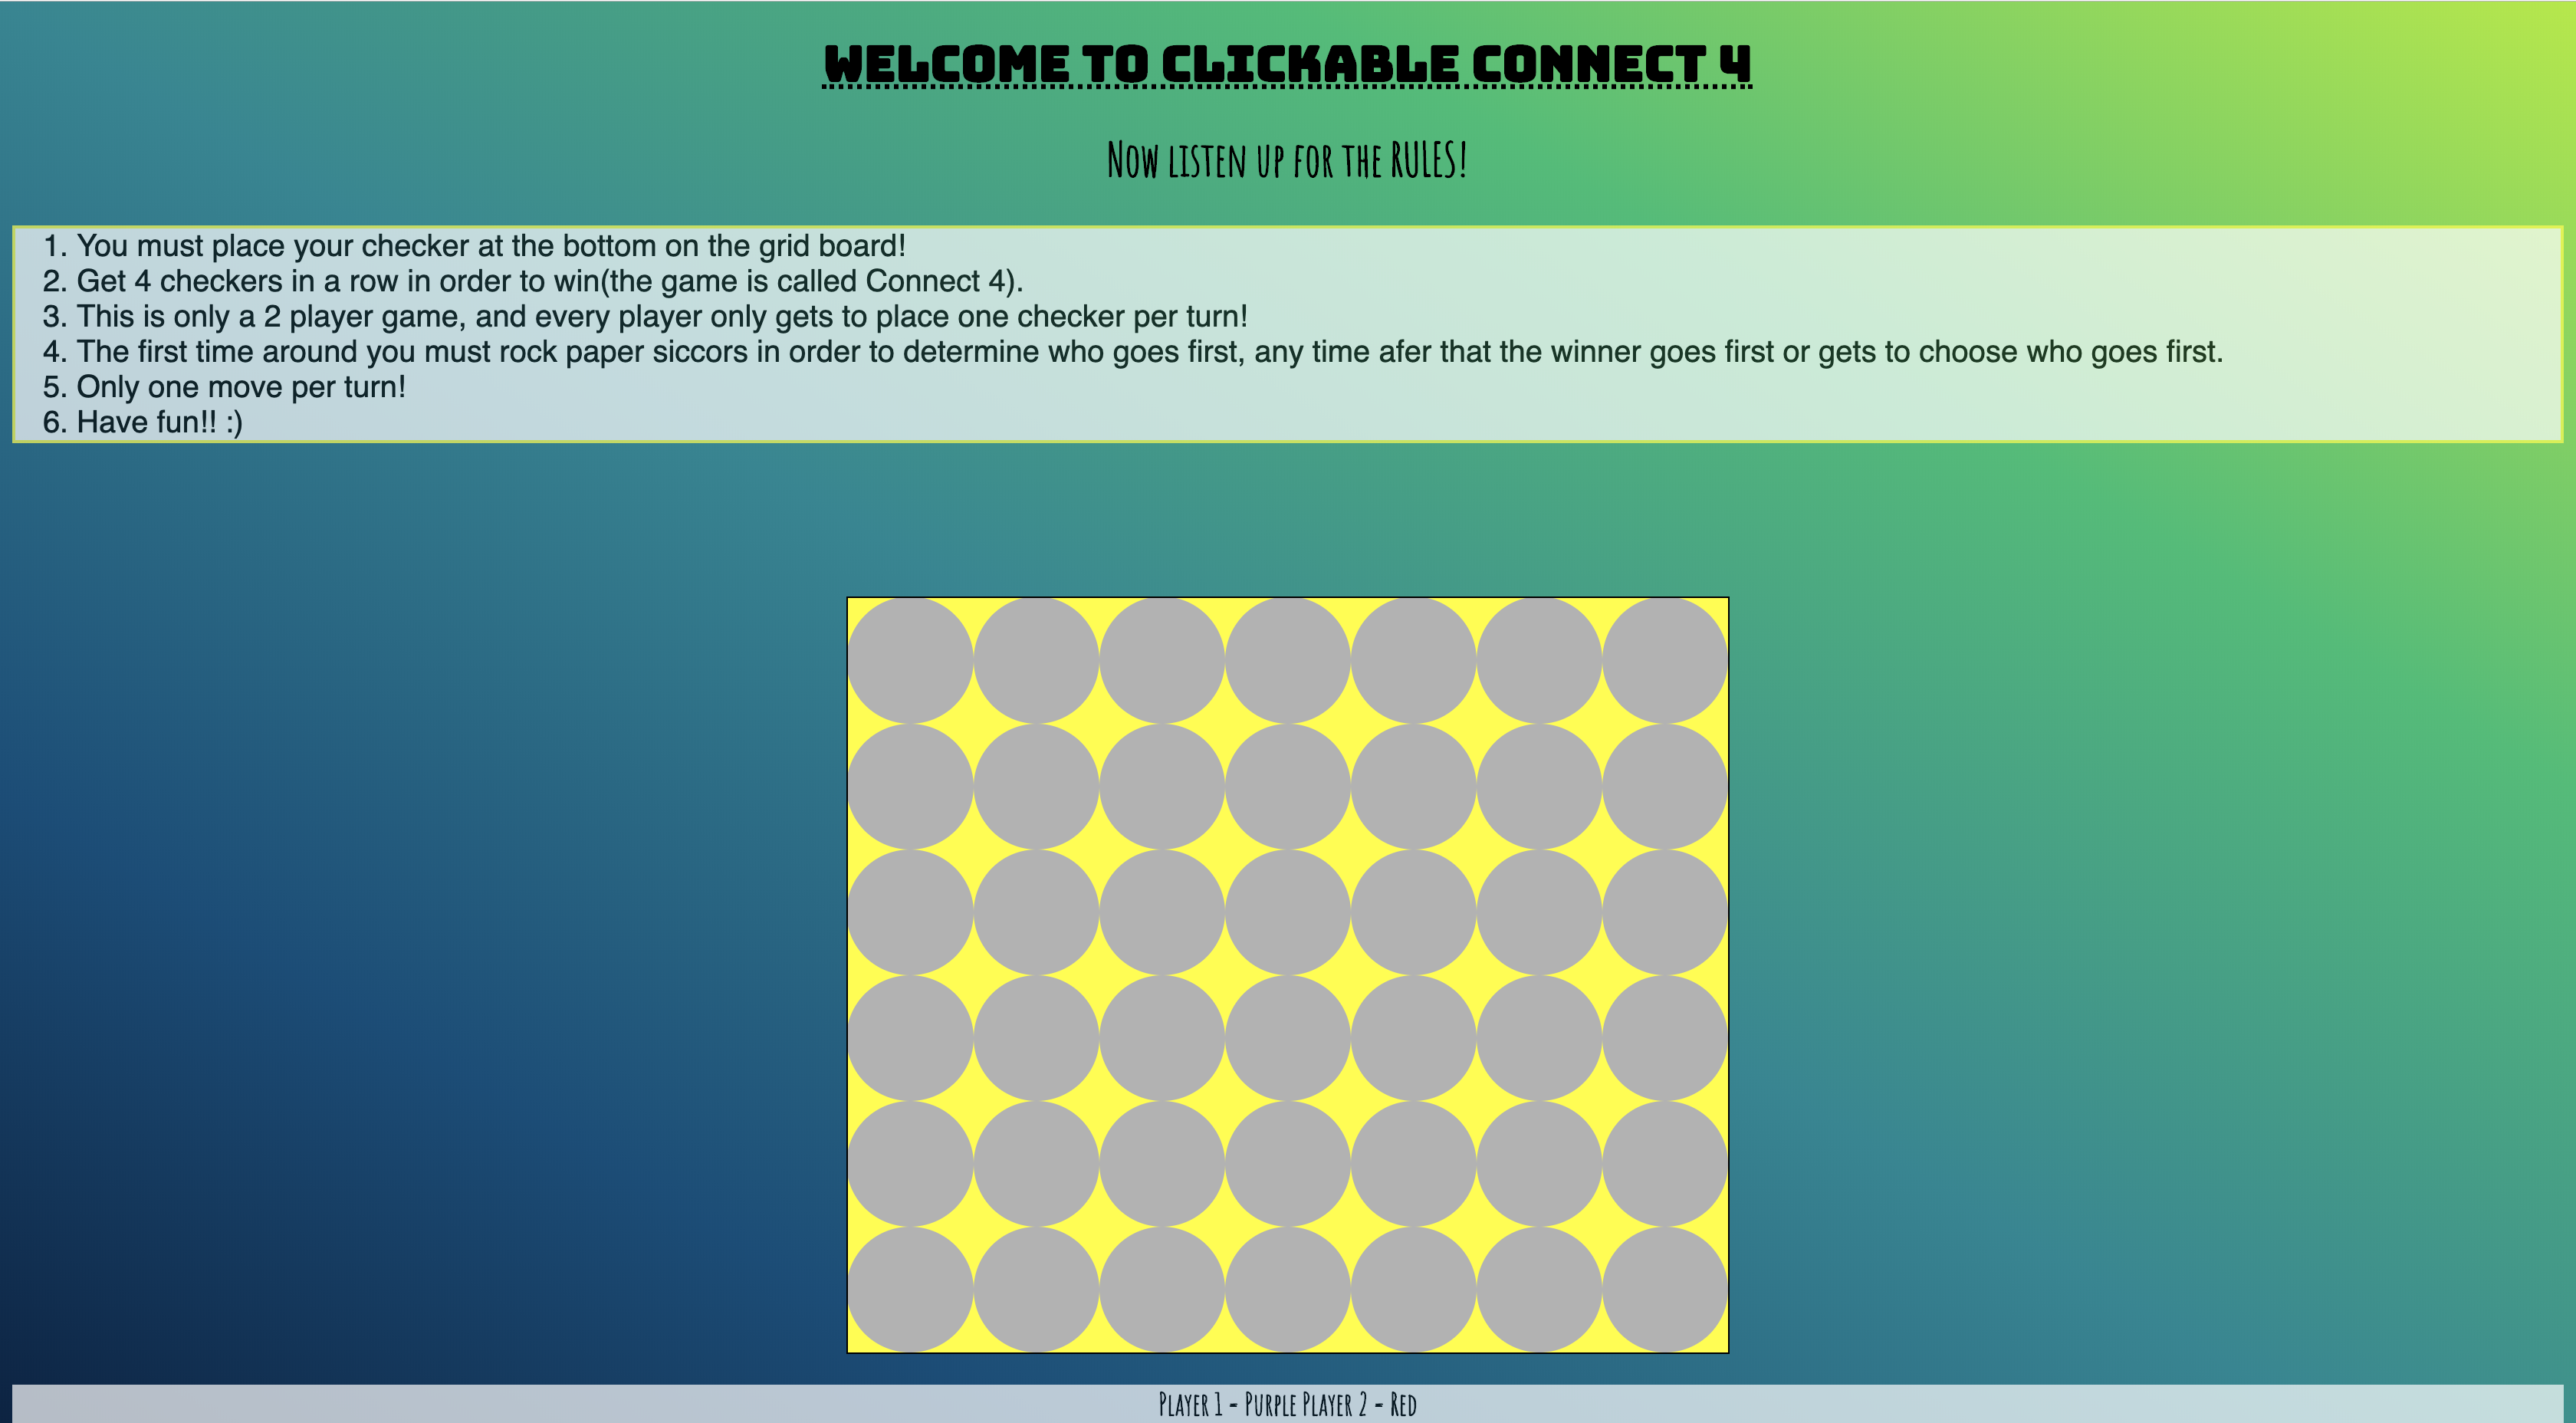 WELCOME TO CLICKABLE CONNECT 4
Now listen up for the RULES!
1. You must place your checker at the bottom on the grid board!
2. Get 4 checkers in a row in order to win(the game is called Connect 4).
3. This is only a 2 player game, and every player only gets to place one checker per turn!
4. The first time around you must rock paper siccors in order to determine who goes first, any time afer that the winner goes first or gets to choose who goes first.
5. Only one move per turn!
6. Have fun!! :)
Player 1 - Purple Player 2 - Red